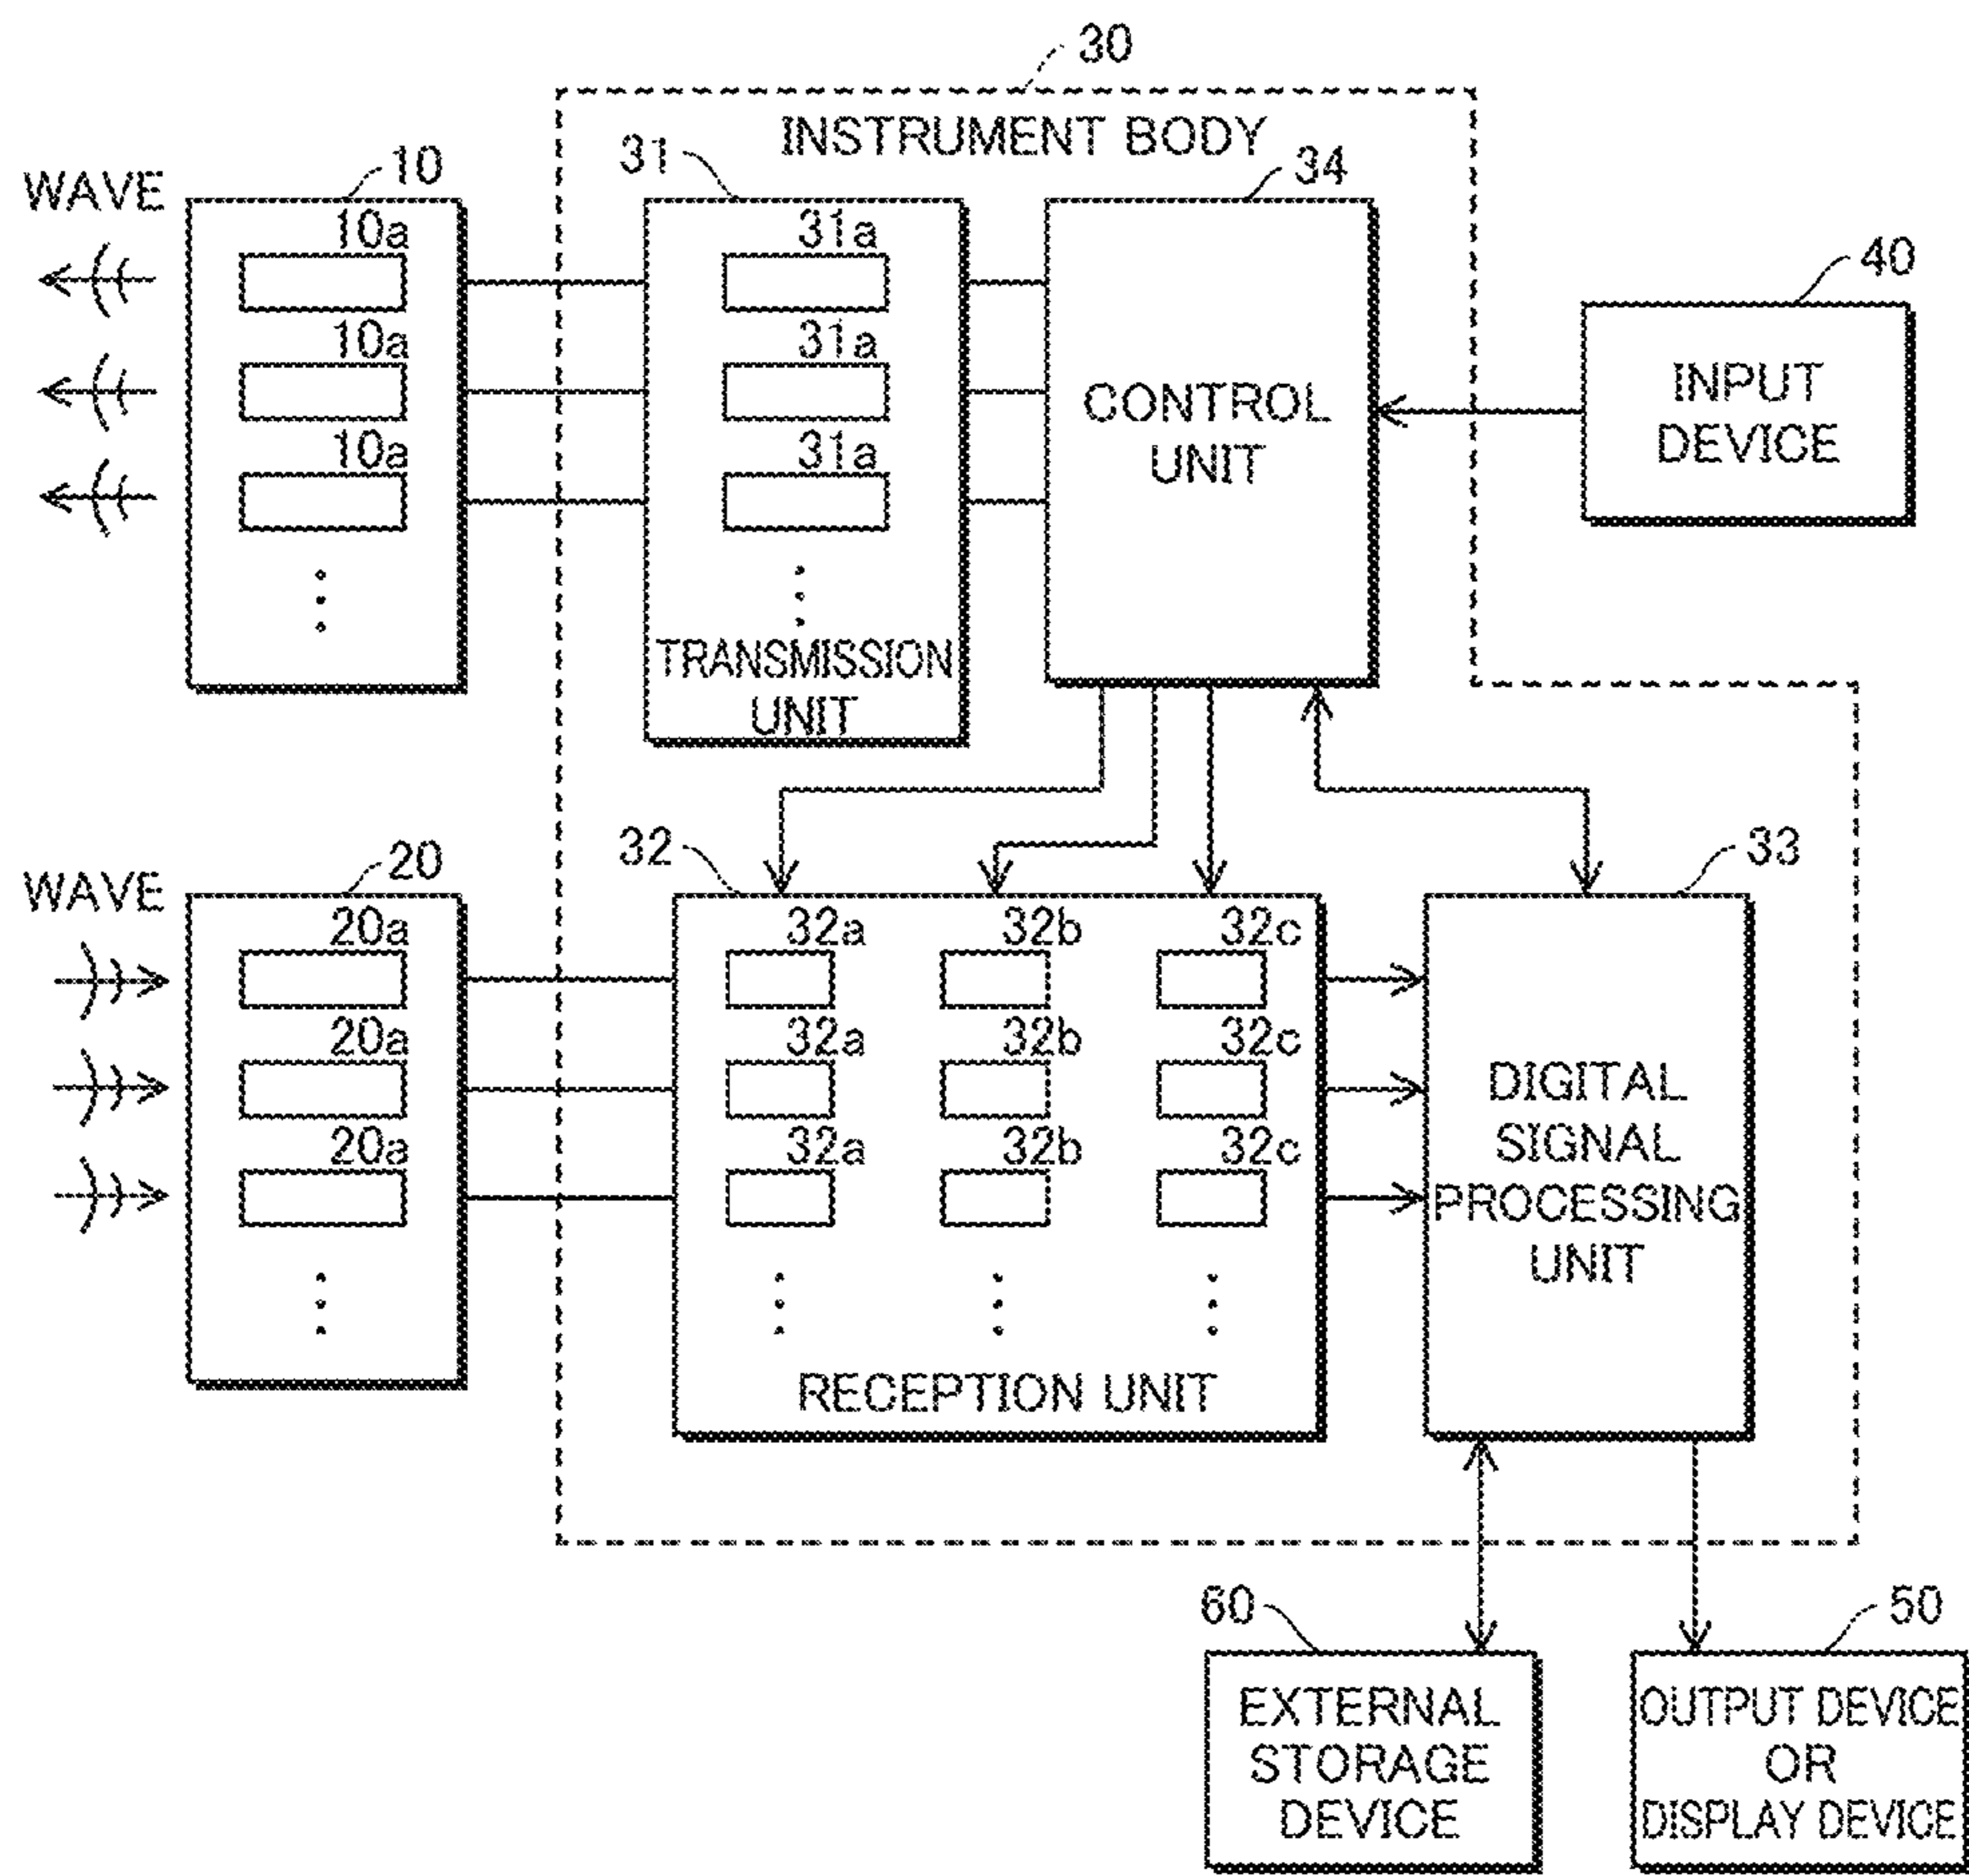 30
INSTRUMENT BODY
WAVE
10
31
34
10a
31a
10a
31a
10a
31a
TRANSMISSION
UNIT
CONTROL
UNIT
40
INPUT
DEVICE
WAVE
20
32
33
20a
32a
32b
32c
20a
32a
32b
32c
20a
32a
32b
32c
RECEPTION UNIT
DIGITAL
SIGNAL
PROCESSING
UNIT
60
EXTERNAL
STORAGE
DEVICE
50
OUTPUT DEVICE
OR
DISPLAY DEVICE